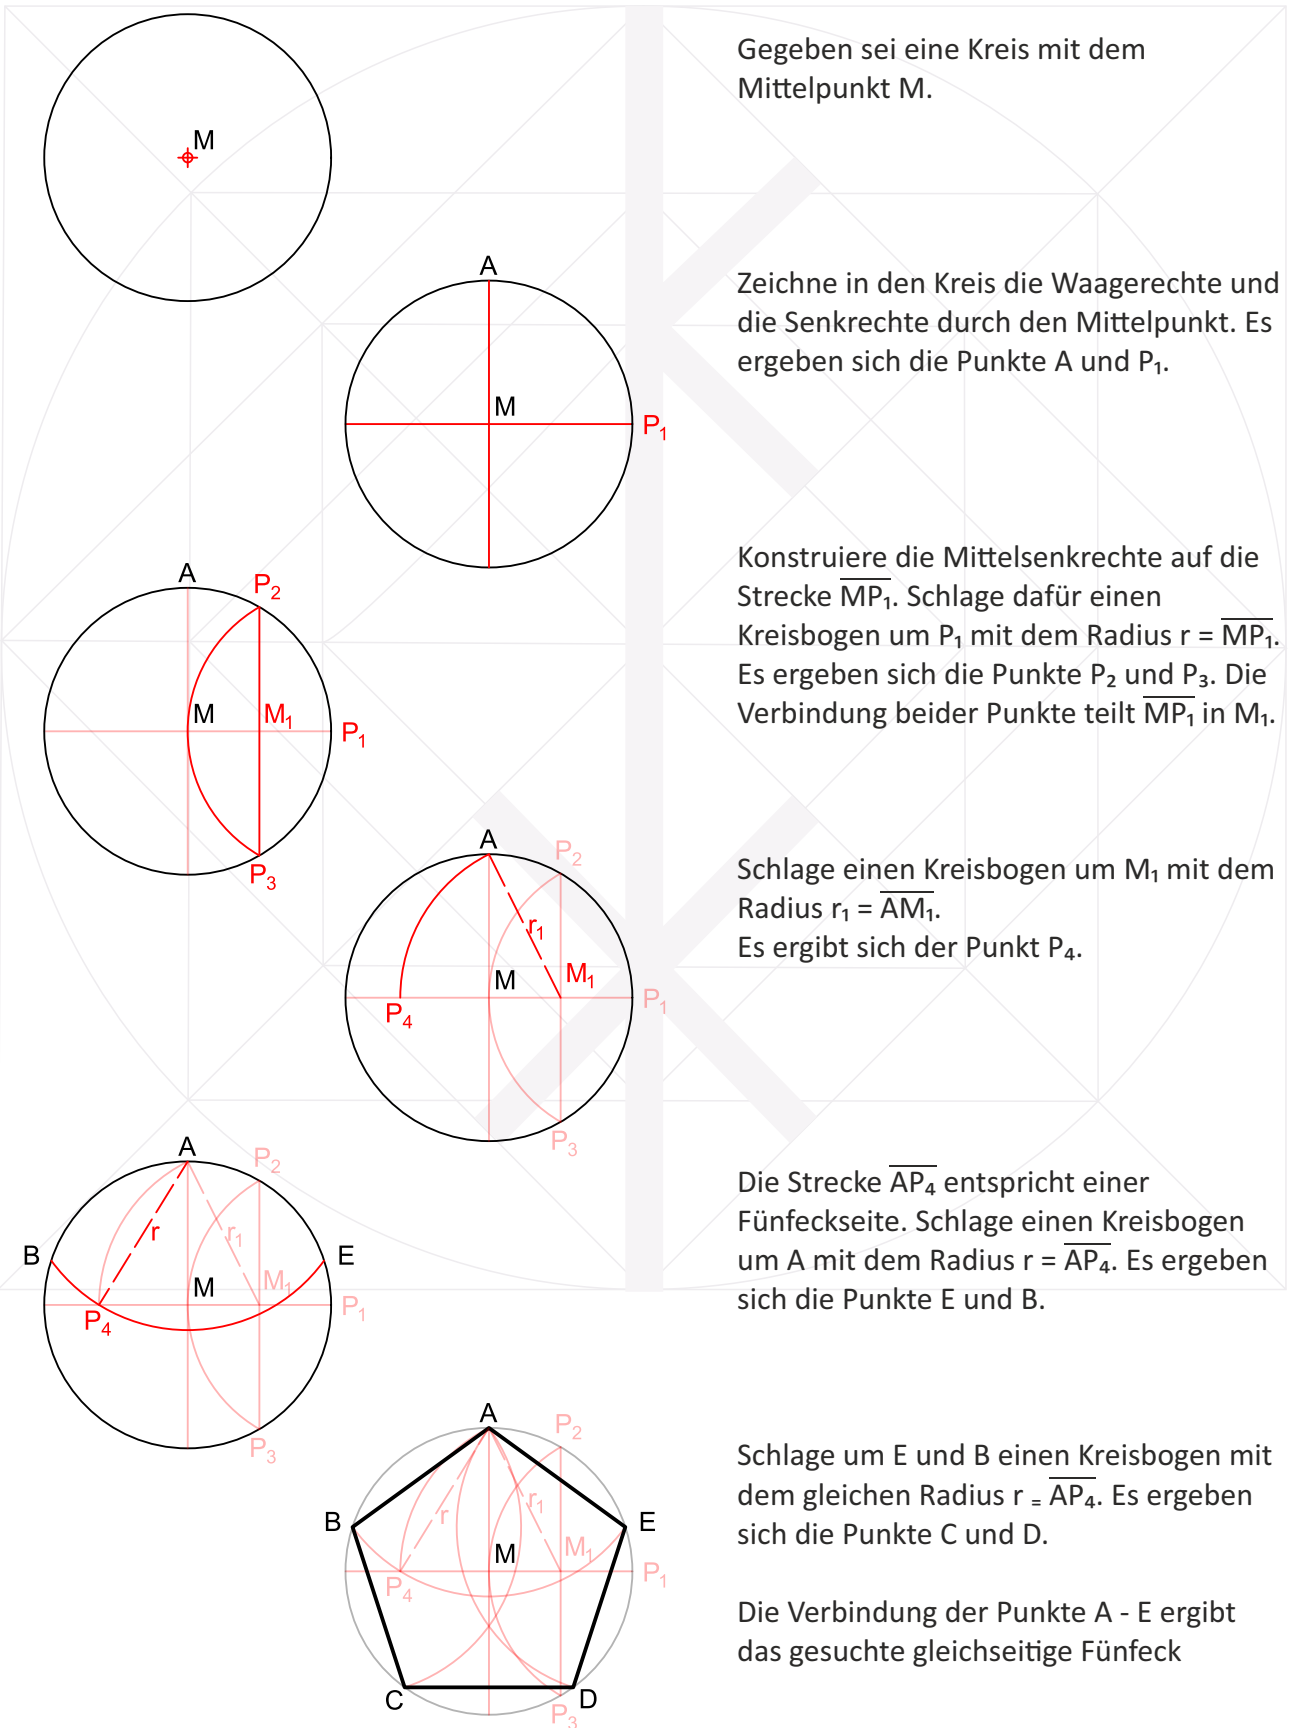 M
Gegeben sei eine Kreis mit dem
Mittelpunkt M.
A
M
P₁
Zeichne in den Kreis die Waagerechte und
die Senkrechte durch den Mittelpunkt. Es
ergeben sich die Punkte A und P₁.
A
P₂
M
M₁
P₁
P₃
Konstruiere die Mittelsenkrechte auf die
Strecke M̅P̅₁. Schlage dafür einen
Kreisbogen um P₁ mit dem Radius r = M̅P̅₁.
Es ergeben sich die Punkte P₂ und P₃. Die
Verbindung beider Punkte teilt M̅P̅₁ in M₁.
A
P₂
r₁
M
M₁
P₁
P₄
P₃
Schlage einen Kreisbogen um M₁ mit dem
Radius r₁ = A̅M̅₁.
Es ergibt sich der Punkt P₄.
A
P₂
r
r₁
B
E
M
M₁
P₁
P₄
P₃
Die Strecke A̅P̅₄ entspricht einer
Fünfeckseite. Schlage einen Kreisbogen
um A mit dem Radius r = A̅P̅₄. Es ergeben
sich die Punkte E und B.
A
P₂
r
r₁
B
E
M
M₁
P₁
P₄
C
D
P₃
Schlage um E und B einen Kreisbogen mit
dem gleichen Radius r = A̅P̅₄. Es ergeben
sich die Punkte C und D.
Die Verbindung der Punkte A - E ergibt
das gesuchte gleichseitige Fünfeck